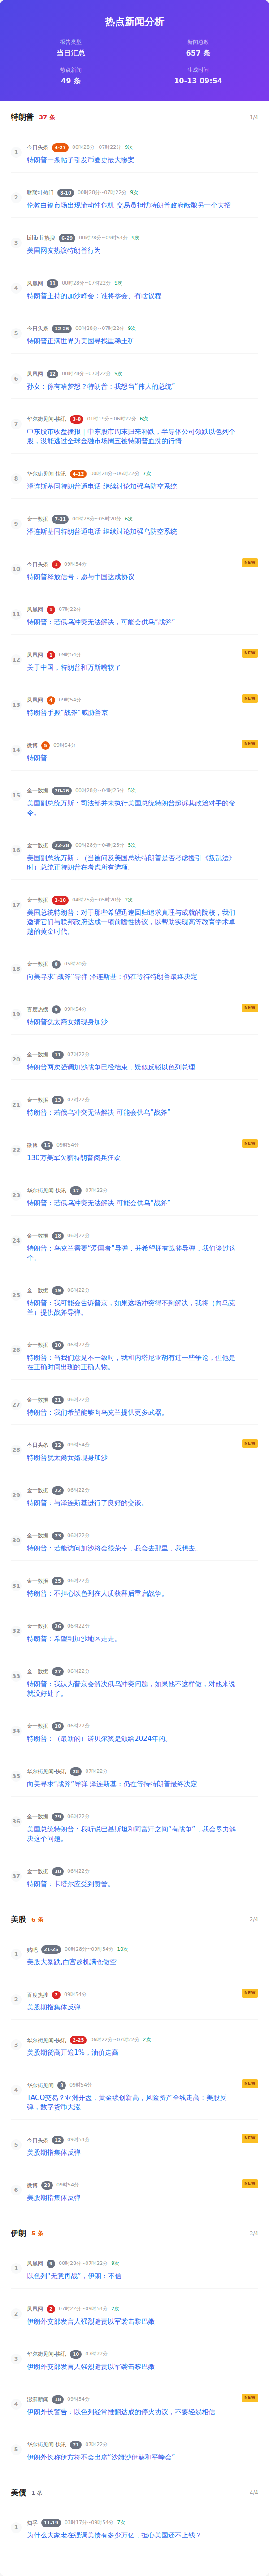 热点新闻分析
报告类型
当日汇总
新闻总数
657 条
热点新闻
49 条
生成时间
10-13 09:54
特朗普 37 条 1/4
1 今日头条 4-27 00时28分~07时22分 9次
特朗普一条帖子引发币圈史最大惨案
2 财联社热门 8-10 00时28分~07时22分 9次
伦敦白银市场出现流动性危机 交易员担忧特朗普政府酝酿另一个大招
3 bilibili 热搜 6-29 00时28分~09时54分 9次
美国网友热议特朗普行为
4 凤凰网 11 00时28分~07时22分 9次
特朗普主持的加沙峰会：谁将参会、有啥议程
5 今日头条 12-26 00时28分~07时22分 9次
特朗普正满世界为美国寻找重稀土矿
6 凤凰网 12 00时28分~07时22分 9次
孙女：你有啥梦想？特朗普：我想当“伟大的总统”
7 华尔街见闻-快讯 3-8 01时19分~06时22分 6次
中东股市收盘播报｜中东股市周末归来补跌，半导体公司领跌以色列个
股，没能逃过全球金融市场周五被特朗普血洗的行情
8 华尔街见闻-快讯 4-12 00时28分~06时22分 7次
泽连斯基同特朗普通电话 继续讨论加强乌防空系统
9 金十数据 7-21 00时28分~05时20分 6次
泽连斯基同特朗普通电话 继续讨论加强乌防空系统
10 今日头条 1 09时54分 NEW
特朗普释放信号：愿与中国达成协议
11 凤凰网 1 07时22分
特朗普：若俄乌冲突无法解决，可能会供乌“战斧”
12 凤凰网 1 09时54分 NEW
关于中国，特朗普和万斯嘴软了
13 凤凰网 4 09时54分 NEW
特朗普手握“战斧”威胁普京
14 微博 5 09时54分 NEW
特朗普
15 金十数据 20-26 00时28分~04时25分 5次
美国副总统万斯：司法部并未执行美国总统特朗普起诉其政治对手的命
令。
16 金十数据 22-28 00时28分~04时25分 5次
美国副总统万斯：（当被问及美国总统特朗普是否考虑援引《叛乱法》
时）总统正特朗普在考虑所有选项。
17 金十数据 2-10 04时25分~05时20分 2次
美国总统特朗普：对于那些希望迅速回归追求真理与成就的院校，我们
邀请它们与联邦政府达成一项前瞻性协议，以帮助实现高等教育学术卓
越的黄金时代。
18 金十数据 8 05时20分
向美寻求“战斧”导弹 泽连斯基：仍在等待特朗普最终决定
19 百度热搜 9 09时54分 NEW
特朗普犹太裔女婿现身加沙
20 金十数据 11 07时22分
特朗普两次强调加沙战争已经结束，疑似反驳以色列总理
21 金十数据 13 07时22分
特朗普：若俄乌冲突无法解决 可能会供乌“战斧”
22 微博 15 09时54分 NEW
130万美军欠薪特朗普阅兵狂欢
23 华尔街见闻-快讯 17 07时22分
特朗普：若俄乌冲突无法解决 可能会供乌“战斧”
24 金十数据 18 06时22分
特朗普：乌克兰需要“爱国者”导弹，并希望拥有战斧导弹，我们谈过这
个。
25 金十数据 19 06时22分
特朗普：我可能会告诉普京，如果这场冲突得不到解决，我将（向乌克
兰）提供战斧导弹。
26 金十数据 20 06时22分
特朗普：当我们意见不一致时，我和内塔尼亚胡有过一些争论，但他是
在正确时间出现的正确人物。
27 金十数据 21 06时22分
特朗普：我们希望能够向乌克兰提供更多武器。
28 今日头条 22 09时54分 NEW
特朗普犹太裔女婿现身加沙
29 金十数据 22 06时22分
特朗普：与泽连斯基进行了良好的交谈。
30 金十数据 23 06时22分
特朗普：若能访问加沙将会很荣幸，我会去那里，我想去。
31 金十数据 25 06时22分
特朗普：不担心以色列在人质获释后重启战争。
32 金十数据 26 06时22分
特朗普：希望到加沙地区走走。
33 金十数据 27 06时22分
特朗普：我认为普京会解决俄乌冲突问题，如果他不这样做，对他来说
就没好处了。
34 金十数据 28 06时22分
特朗普：（最新的）诺贝尔奖是颁给2024年的。
35 华尔街见闻-快讯 28 07时22分
向美寻求“战斧”导弹 泽连斯基：仍在等待特朗普最终决定
36 金十数据 29 06时22分
美国总统特朗普：我听说巴基斯坦和阿富汗之间“有战争”，我会尽力解
决这个问题。
37 金十数据 30 06时22分
特朗普：卡塔尔应受到赞誉。
美股 6 条 2/4
1 贴吧 21-25 00时28分~09时54分 10次
美股大暴跌,白宫趁机满仓做空
2 百度热搜 2 09时54分 NEW
美股期指集体反弹
3 华尔街见闻-快讯 2-25 06时22分~07时22分 2次
美股期货高开逾1%，油价走高
4 华尔街见闻 8 09时54分 NEW
TACO交易？亚洲开盘，黄金续创新高，风险资产全线走高：美股反
弹，数字货币大涨
5 今日头条 12 09时54分 NEW
美股期指集体反弹
6 微博 28 09时54分 NEW
美股期指集体反弹
伊朗 5 条 3/4
1 凤凰网 9 00时28分~07时22分 9次
以色列“无意再战”，伊朗：不信
2 凤凰网 2 07时22分~09时54分 2次
伊朗外交部发言人强烈谴责以军袭击黎巴嫩
3 华尔街见闻-快讯 10 07时22分
伊朗外交部发言人强烈谴责以军袭击黎巴嫩
4 澎湃新闻 18 09时54分 NEW
伊朗外长警告：以色列经常推翻达成的停火协议，不要轻易相信
5 华尔街见闻-快讯 21 07时22分
伊朗外长称伊方将不会出席“沙姆沙伊赫和平峰会”
美债 1 条 4/4
1 知乎 11-19 03时17分~09时54分 7次
为什么大家老在强调美债有多少万亿，担心美国还不上钱？